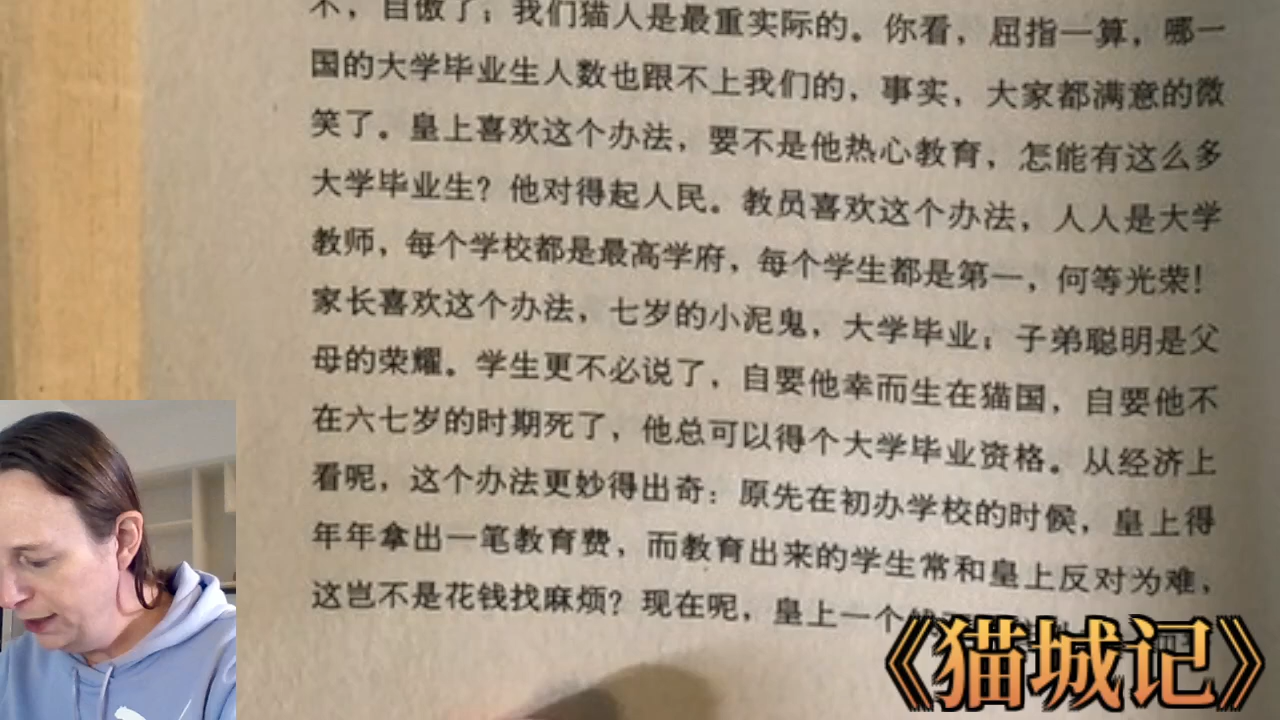 不，自傲了；我们猫人是最重实际的。你看，屈指一算，哪一
国的大学毕业生人数也跟不上我们的，事实，大家都满意的微
笑了。皇上喜欢这个办法，要不是他热心教育，怎能有这么多
大学毕业生？他对得起人民。教员喜欢这个办法，人人是大学
教师，每个学校都是最高学府，每个学生都是第一，何等光荣！
家长喜欢这个办法，七岁的小泥鬼，大学毕业；子弟聪明是父
母的荣耀。学生更不必说了，自要他幸而生在猫国，自要他不
在六七岁的时期死了，他总可以得个大学毕业资格。从经济上
看呢，这个办法更妙得出奇：原先在初办学校的时候，皇上得
年年拿出一笔教育费，而教育出来的学生常和皇上反对为难，
这岂不是花钱找麻烦？现在呢，皇上一个
《猫城记》